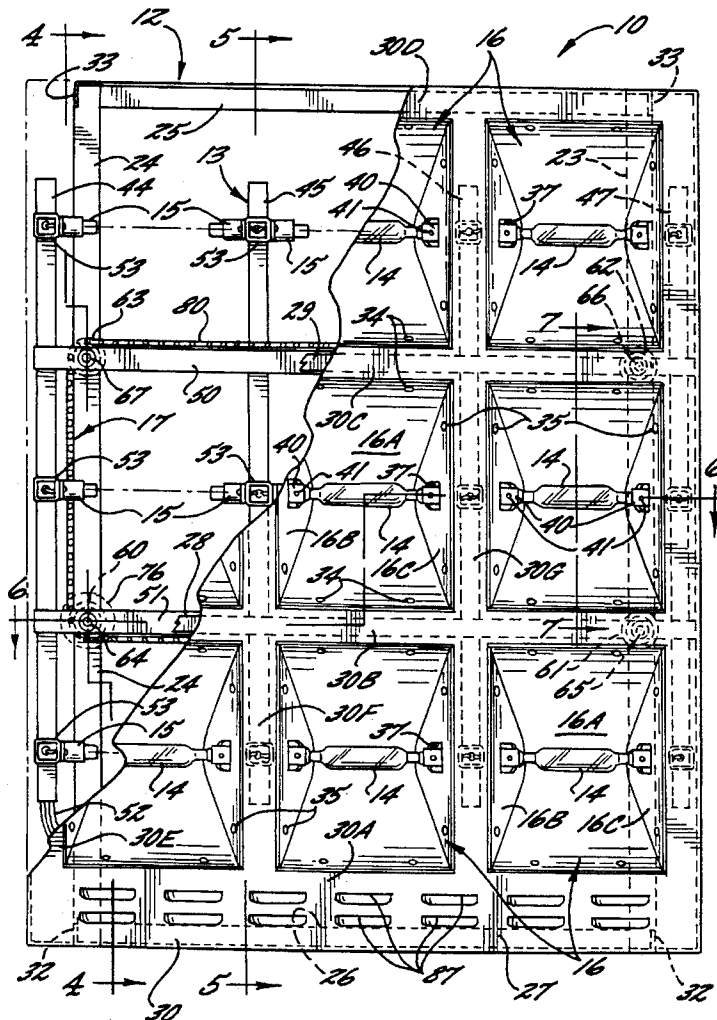 4 12 5 30D 16 10
33 33
25
24 13 46 23
44 45 40 37 47
15 41
53 53 15 14 14 62
63 80 29 34 66 7
67 50 30C
17 16A 35
53 53 40 41 37 14 6
15 16B 14 16C 30G 40 41
28 34
6 60 76 51 7
64 30B 61 65
24 53 15 30F 37 16A
14 14 14
52 30E 35 30A 16B 16C 16
32 26 87 27 32
4 5 30 16